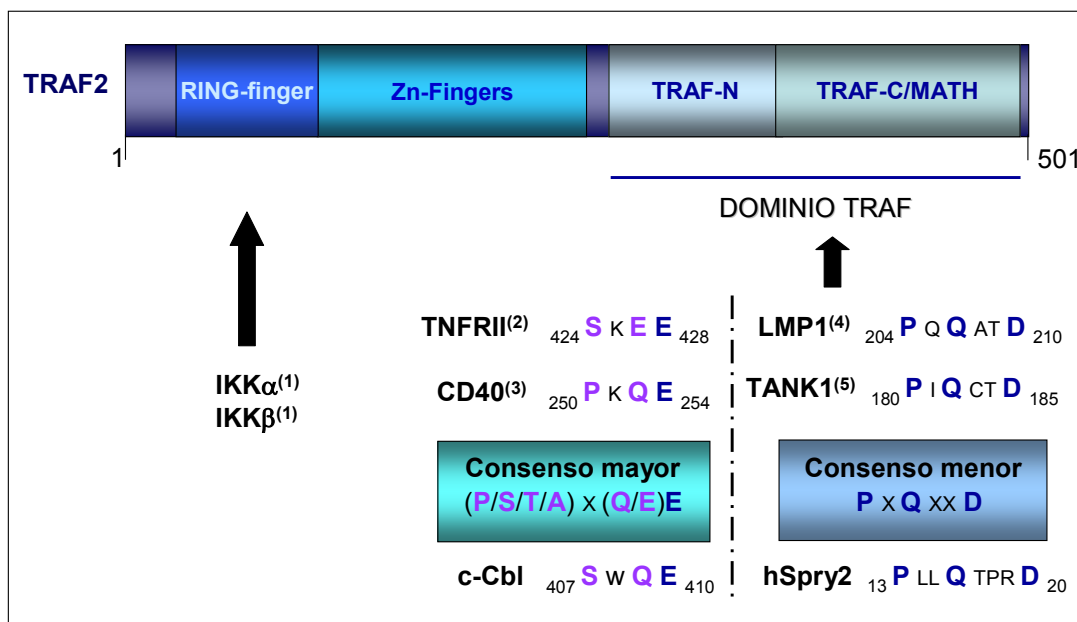 TRAF2
RING-finger
Zn-Fingers
TRAF-N
TRAF-C/MATH
1
501
DOMINIO TRAF
TNFRII(2) 424 S K E E 428
LMP1(4) 204 P Q Q AT D 210
IKKα(1)
IKKβ(1)
CD40(3) 250 P K Q E 254
TANK1(5) 180 P I Q CT D 185
Consenso mayor
(P/S/T/A) X (Q/E)E
Consenso menor
P X Q XX D
c-Cbl 407 S W Q E 410
hSpry2 13 P LL Q TPR D 20